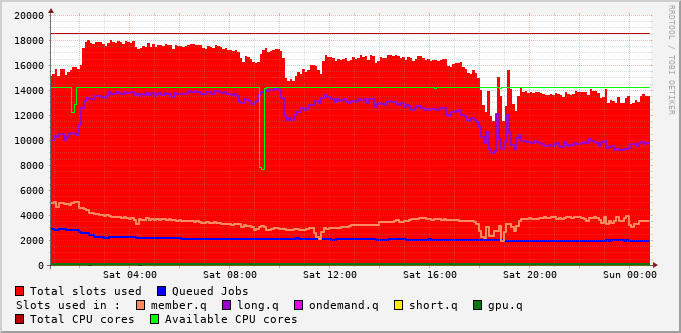 20000
18000
16000
14000
12000
10000
8000
6000
4000
2000
0
Sat 04:00 Sat 08:00 Sat 12:00 Sat 16:00 Sat 20:00 Sun 00:00
Total slots used Queued Jobs
Slots used in : member.q long.q ondemand.q short.q gpu.q
Total CPU cores Available CPU cores
RRDTOOL / TOBI OETIKER